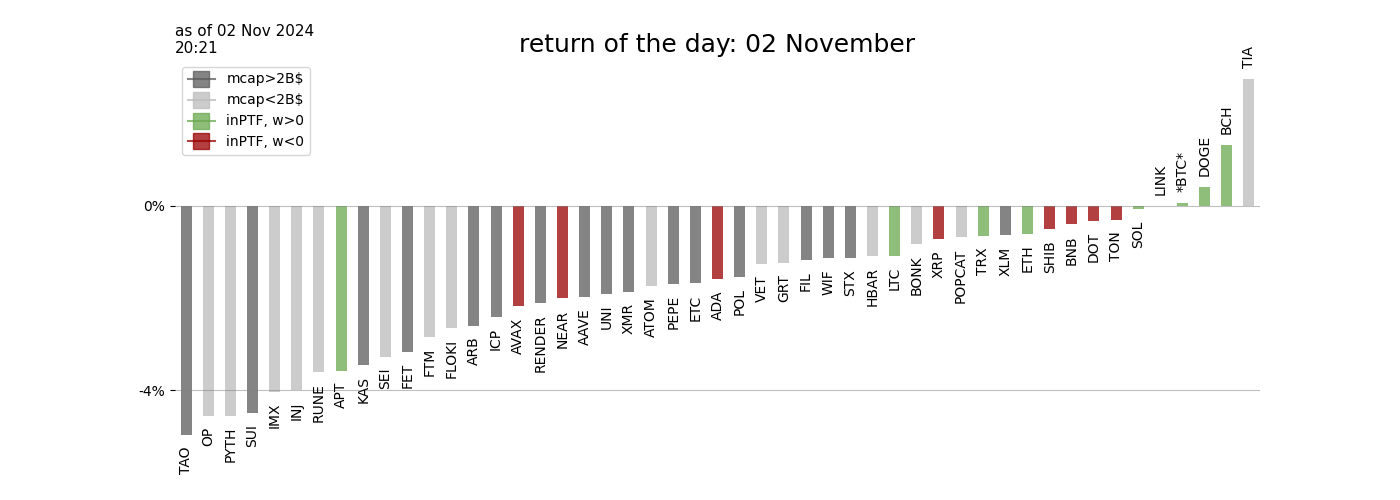 as of 02 Nov 2024
20:21
return of the day: 02 November
mcap>2B$
mcap<2B$
inPTF, w>0
inPTF, w<0
0%
-4%
TAO
OP
PYTH
SUI
IMX
INJ
RUNE
APT
KAS
SEI
FET
FTM
FLOKI
ARB
ICP
AVAX
RENDER
NEAR
AAVE
UNI
XMR
ATOM
PEPE
ETC
ADA
POL
VET
GRT
FIL
WIF
STX
HBAR
LTC
BONK
XRP
POPCAT
TRX
XLM
ETH
SHIB
BNB
DOT
TON
SOL
LINK
*BTC*
DOGE
BCH
TIA